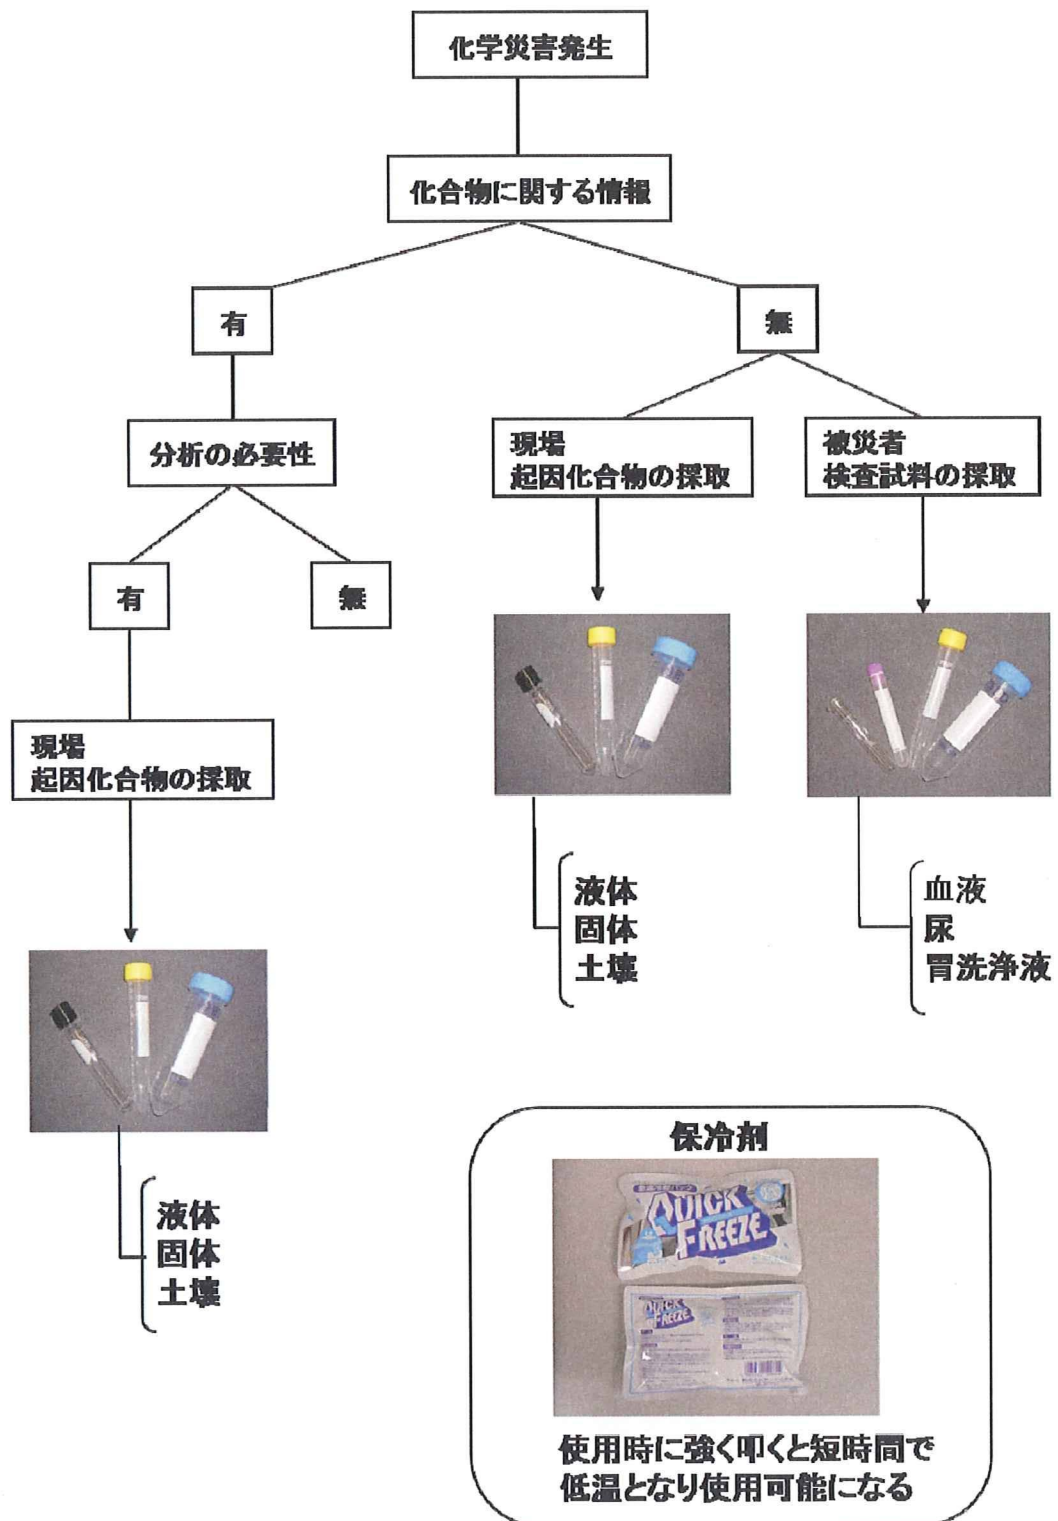 化学災害発生
化合物に関する情報
有
無
分析の必要性
現場
起因化合物の採取
被災者
検査試料の採取
有
無
現場
起因化合物の採取
液体
固体
土壌
血液
尿
胃洗浄液
液体
固体
土壌
保冷剤
QUICK
FREEZE
QUICK
FREEZE
使用時に強く叩くと短時間で
低温となり使用可能になる